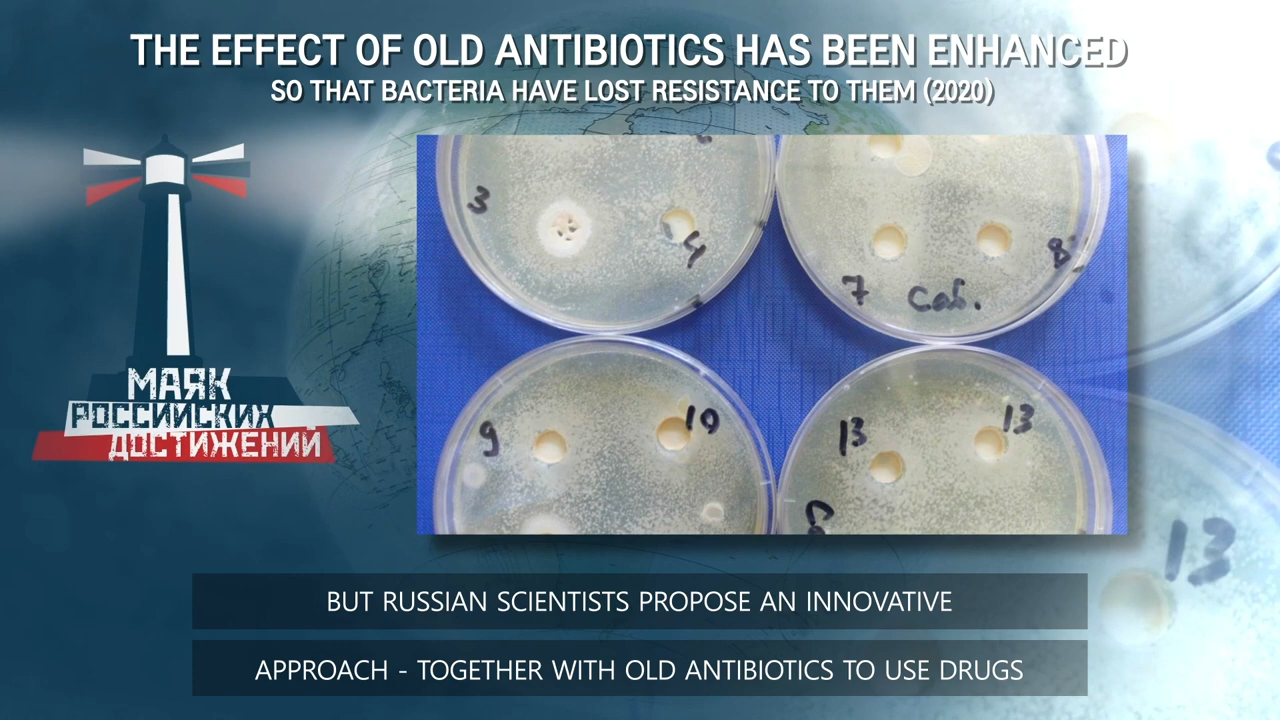 THE EFFECT OF OLD ANTIBIOTICS HAS BEEN ENHANCED
SO THAT BACTERIA HAVE LOST RESISTANCE TO THEM (2020)
3
4
7 Саб.
8
9
10
13
13
МАЯК
РОССИЙСКИХ
ДОСТИЖЕНИЙ
13
BUT RUSSIAN SCIENTISTS PROPOSE AN INNOVATIVE
APPROACH - TOGETHER WITH OLD ANTIBIOTICS TO USE DRUGS